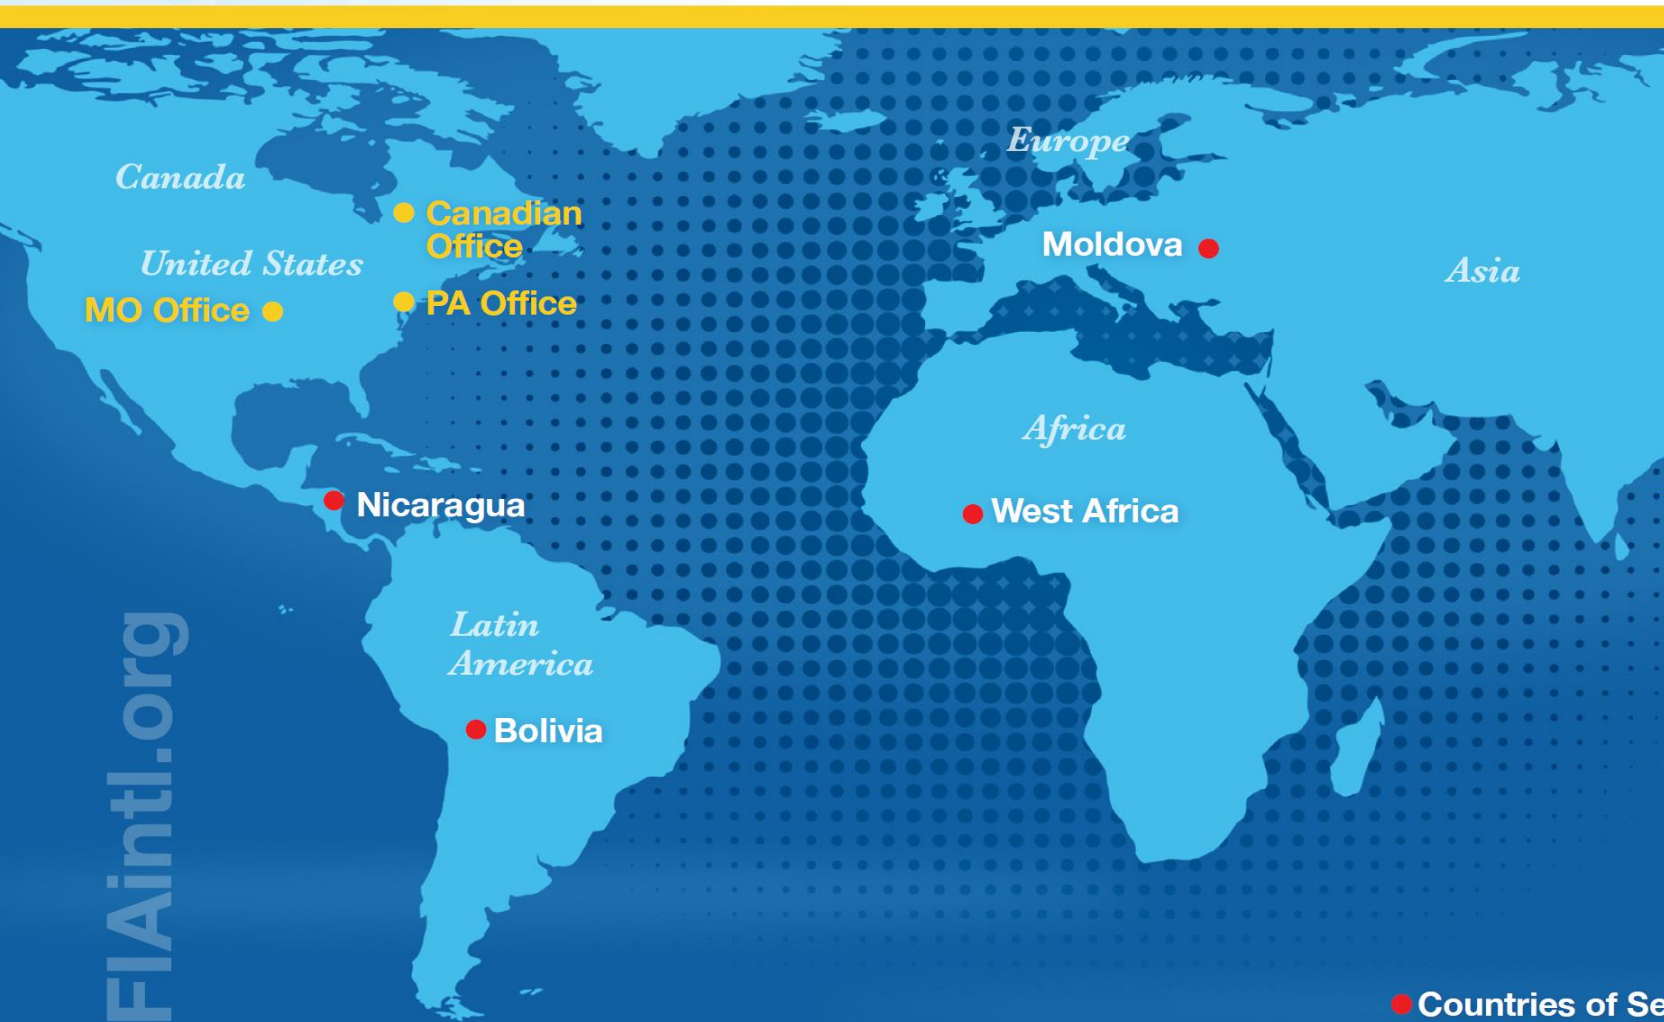 Europe
Canada
Canadian
Office
Moldova
United States
Asia
MO Office
PA Office
Africa
Nicaragua
West Africa
Latin
America
Bolivia
FIAintl.org
Countries of Se